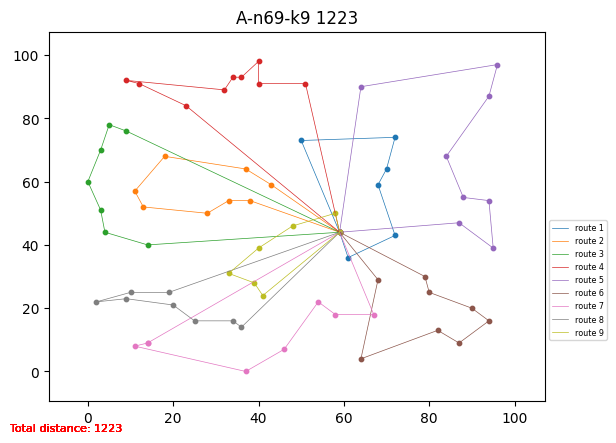 A-n69-k9 1223
100
80
60
40
20
0
0 20 40 60 80 100
route 1
route 2
route 3
route 4
route 5
route 6
route 7
route 8
route 9
Total distance: 1223